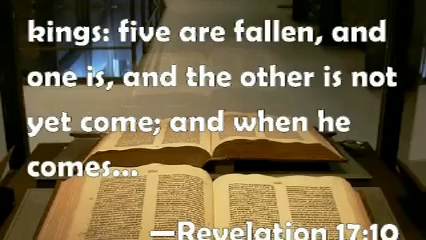 kings: five are fallen, and
one is, and the other is not
yet come; and when he
comes...
—Revelation 17:10